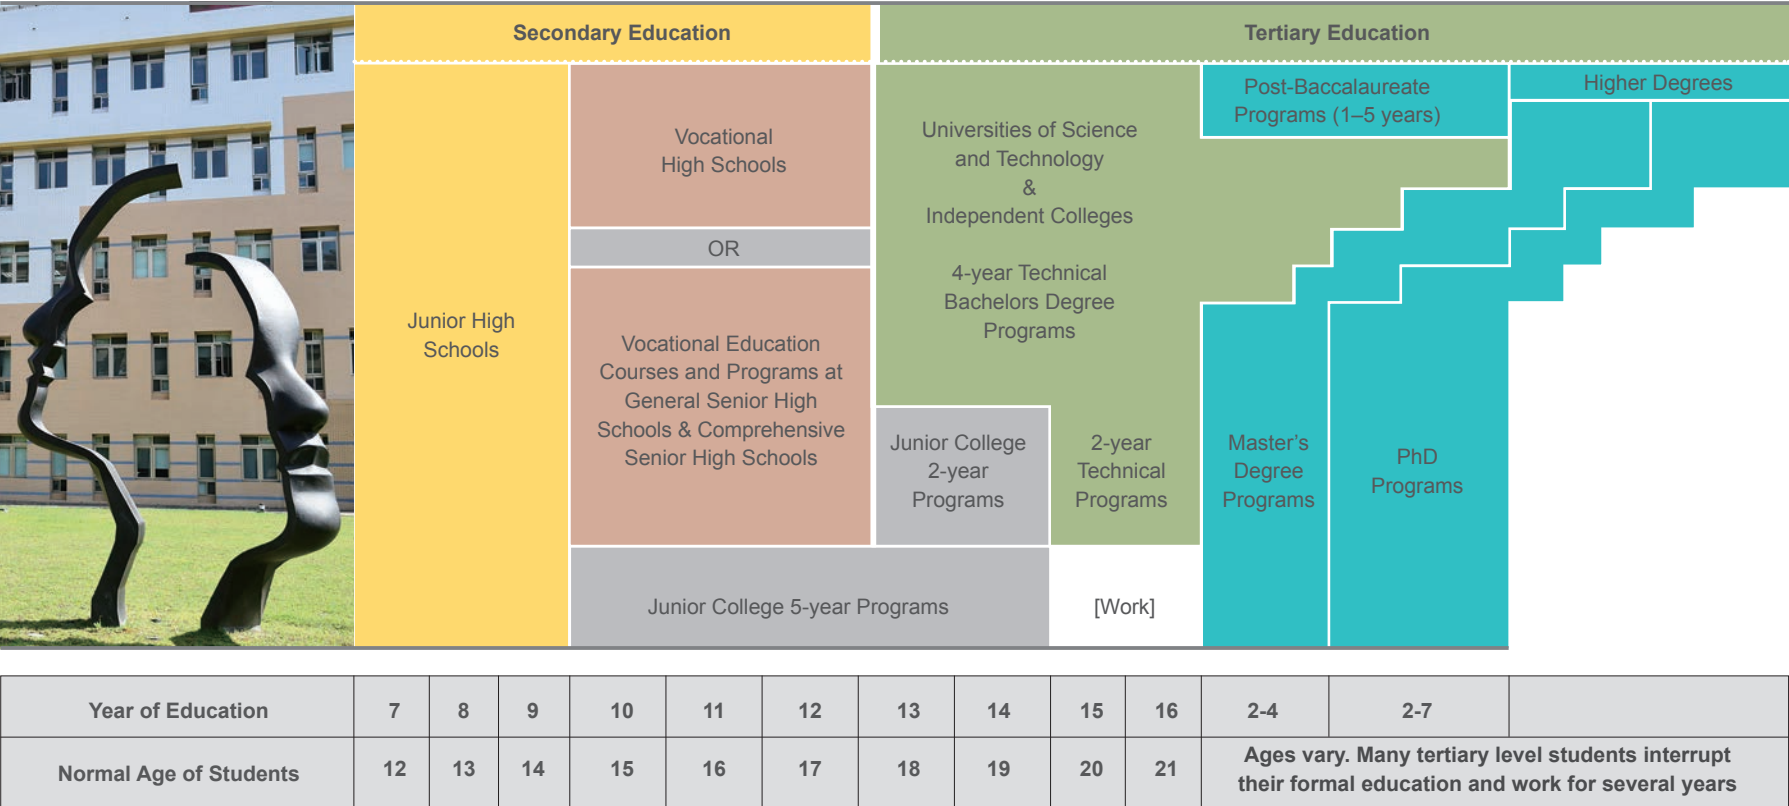 Secondary Education
Tertiary Education
Junior High
Schools
Vocational
High Schools
OR
Vocational Education
Courses and Programs at
General Senior High
Schools & Comprehensive
Senior High Schools
Junior College 5-year Programs
Universities of Science
and Technology
&
Independent Colleges
4-year Technical
Bachelors Degree
Programs
Junior College
2-year
Programs
2-year
Technical
Programs
[Work]
Post-Baccalaureate
Programs (1–5 years)
Higher Degrees
Master’s
Degree
Programs
PhD
Programs
Year of Education 7 8 9 10 11 12 13 14 15 16 2-4 2-7
Normal Age of Students 12 13 14 15 16 17 18 19 20 21
Ages vary. Many tertiary level students interrupt
their formal education and work for several years